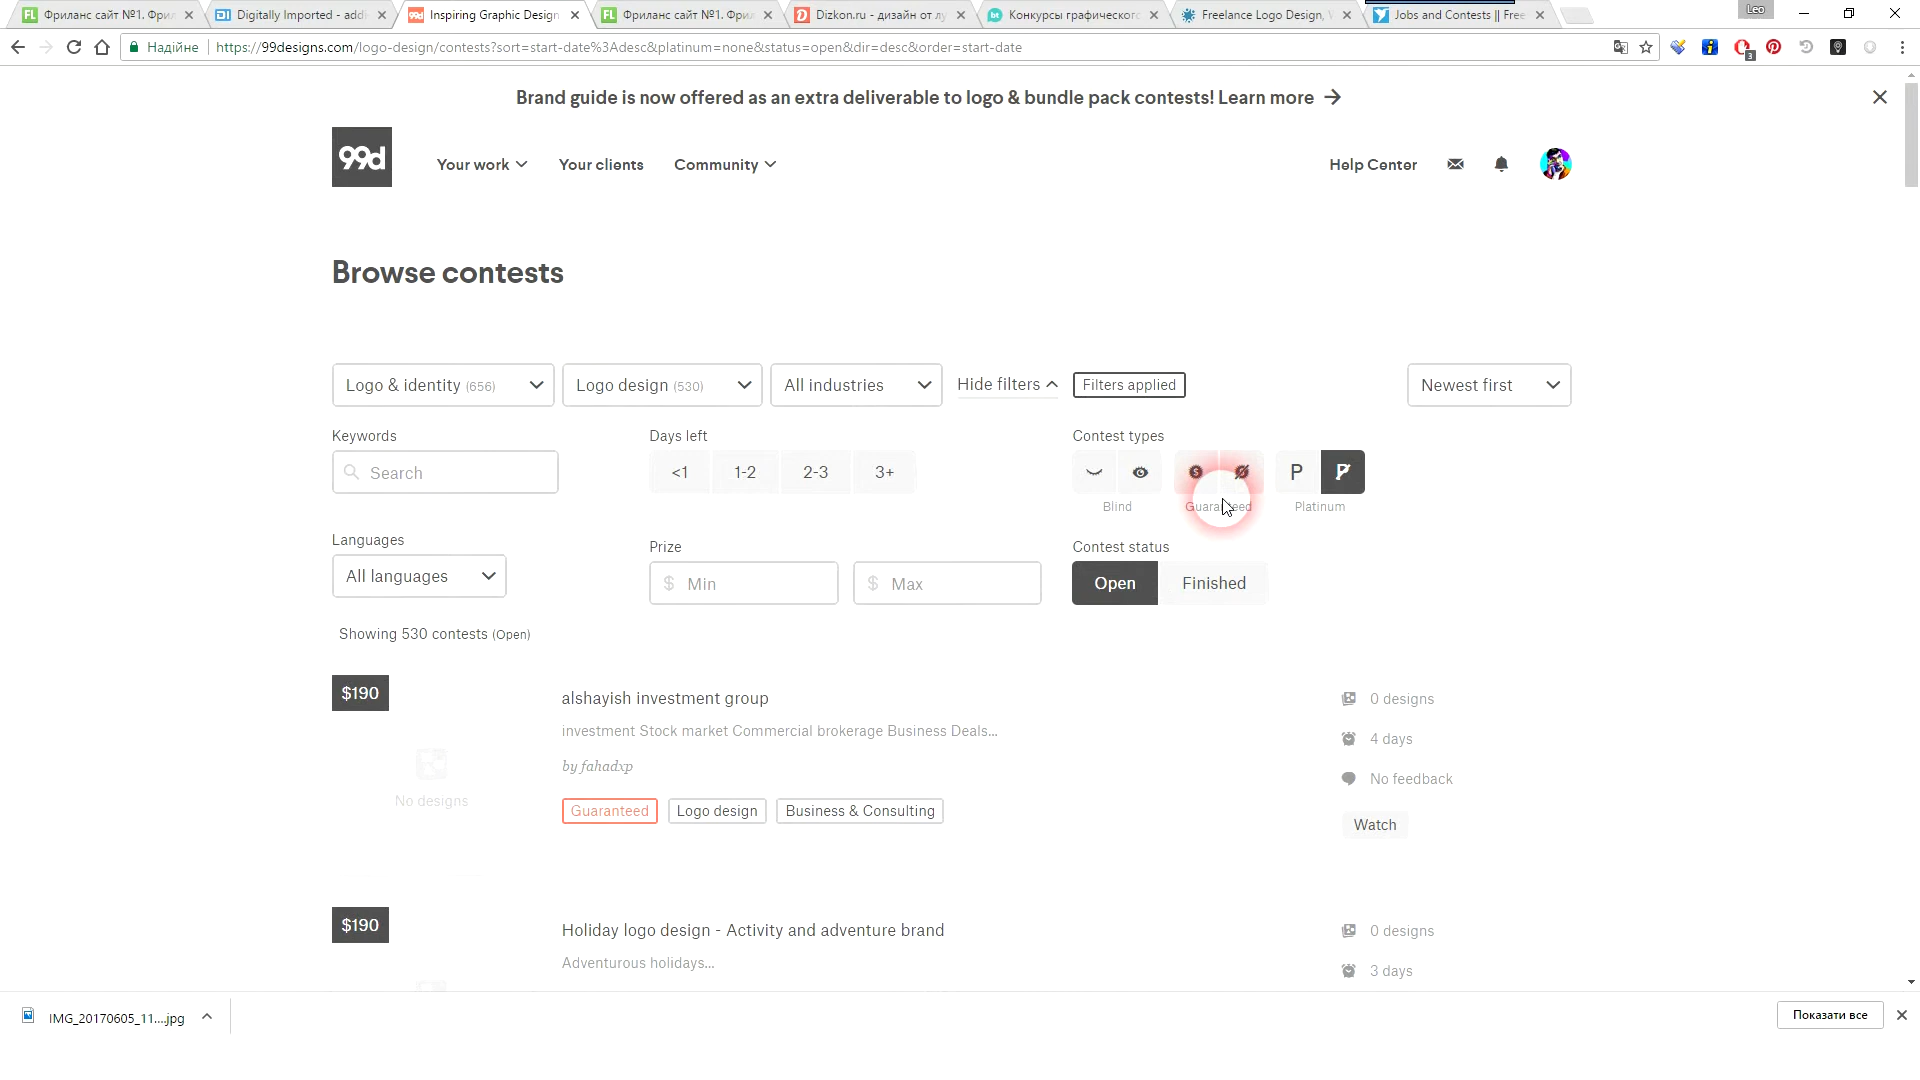 Фриланс сайт №1. Фрил
Digitally Imported - addi
Inspiring Graphic Design
Фриланс сайт №1. Фрил
Dizkon.ru - дизайн от лу
Конкурсы графическог
Freelance Logo Design,
Jobs and Contests || Free
Leo
Надійне
https://99designs.com/logo-design/contests?sort=start-date%3Adesc&platinum=none&status=open&dir=desc&order=start-date
3
Brand guide is now offered as an extra deliverable to logo & bundle pack contests! Learn more →
99d
Your work
Your clients
Community
Help Center
Browse contests
Logo & identity (656)
Logo design (530)
All industries
Hide filters
Filters applied
Newest first
Keywords
Days left
Contest types
Search
<1
1-2
2-3
3+
P
P
Blind
Guaranteed
Platinum
Languages
Prize
Contest status
All languages
$ Min
$ Max
Open
Finished
Showing 530 contests (Open)
$190
alshayish investment group
0 designs
investment Stock market Commercial brokerage Business Deals...
4 days
by fahadxp
No feedback
No designs
Guaranteed
Logo design
Business & Consulting
Watch
$190
Holiday logo design - Activity and adventure brand
0 designs
Adventurous holidays...
3 days
IMG_20170605_11....jpg
Показати все